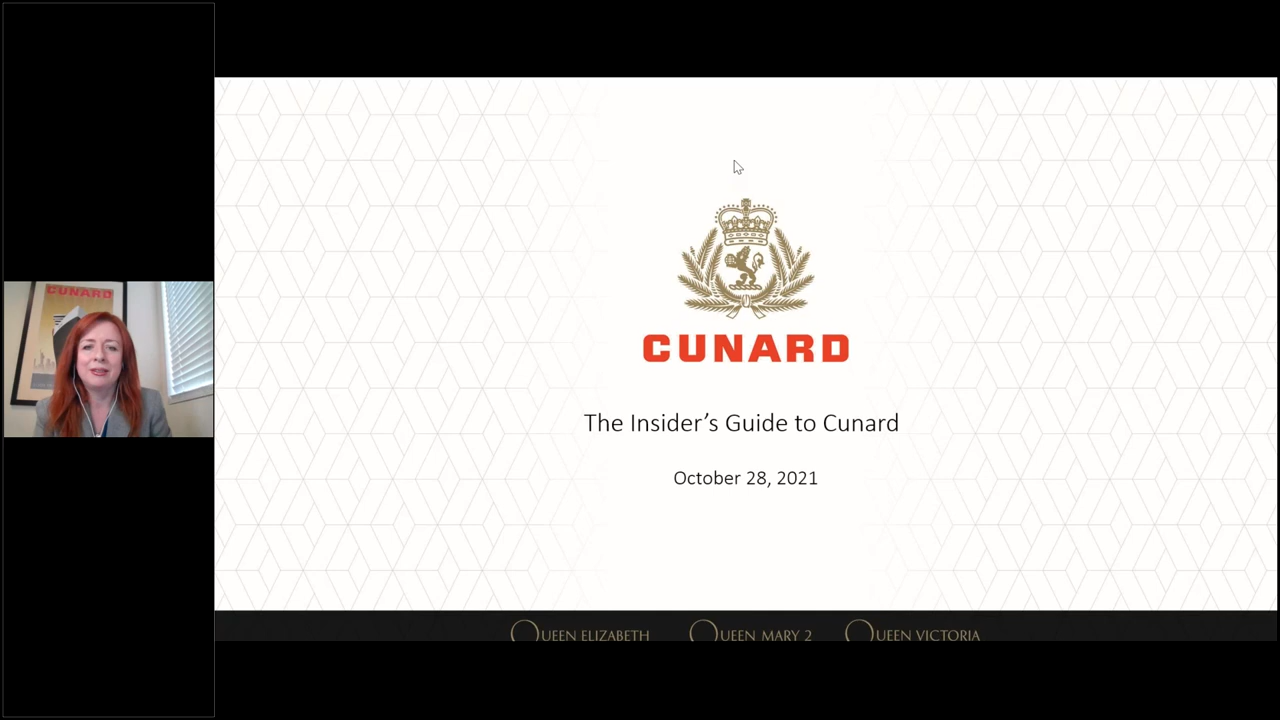 CUNARD
CUNARD
The Insider's Guide to Cunard
October 28, 2021
QUEEN ELIZABETH QUEEN MARY 2 QUEEN VICTORIA